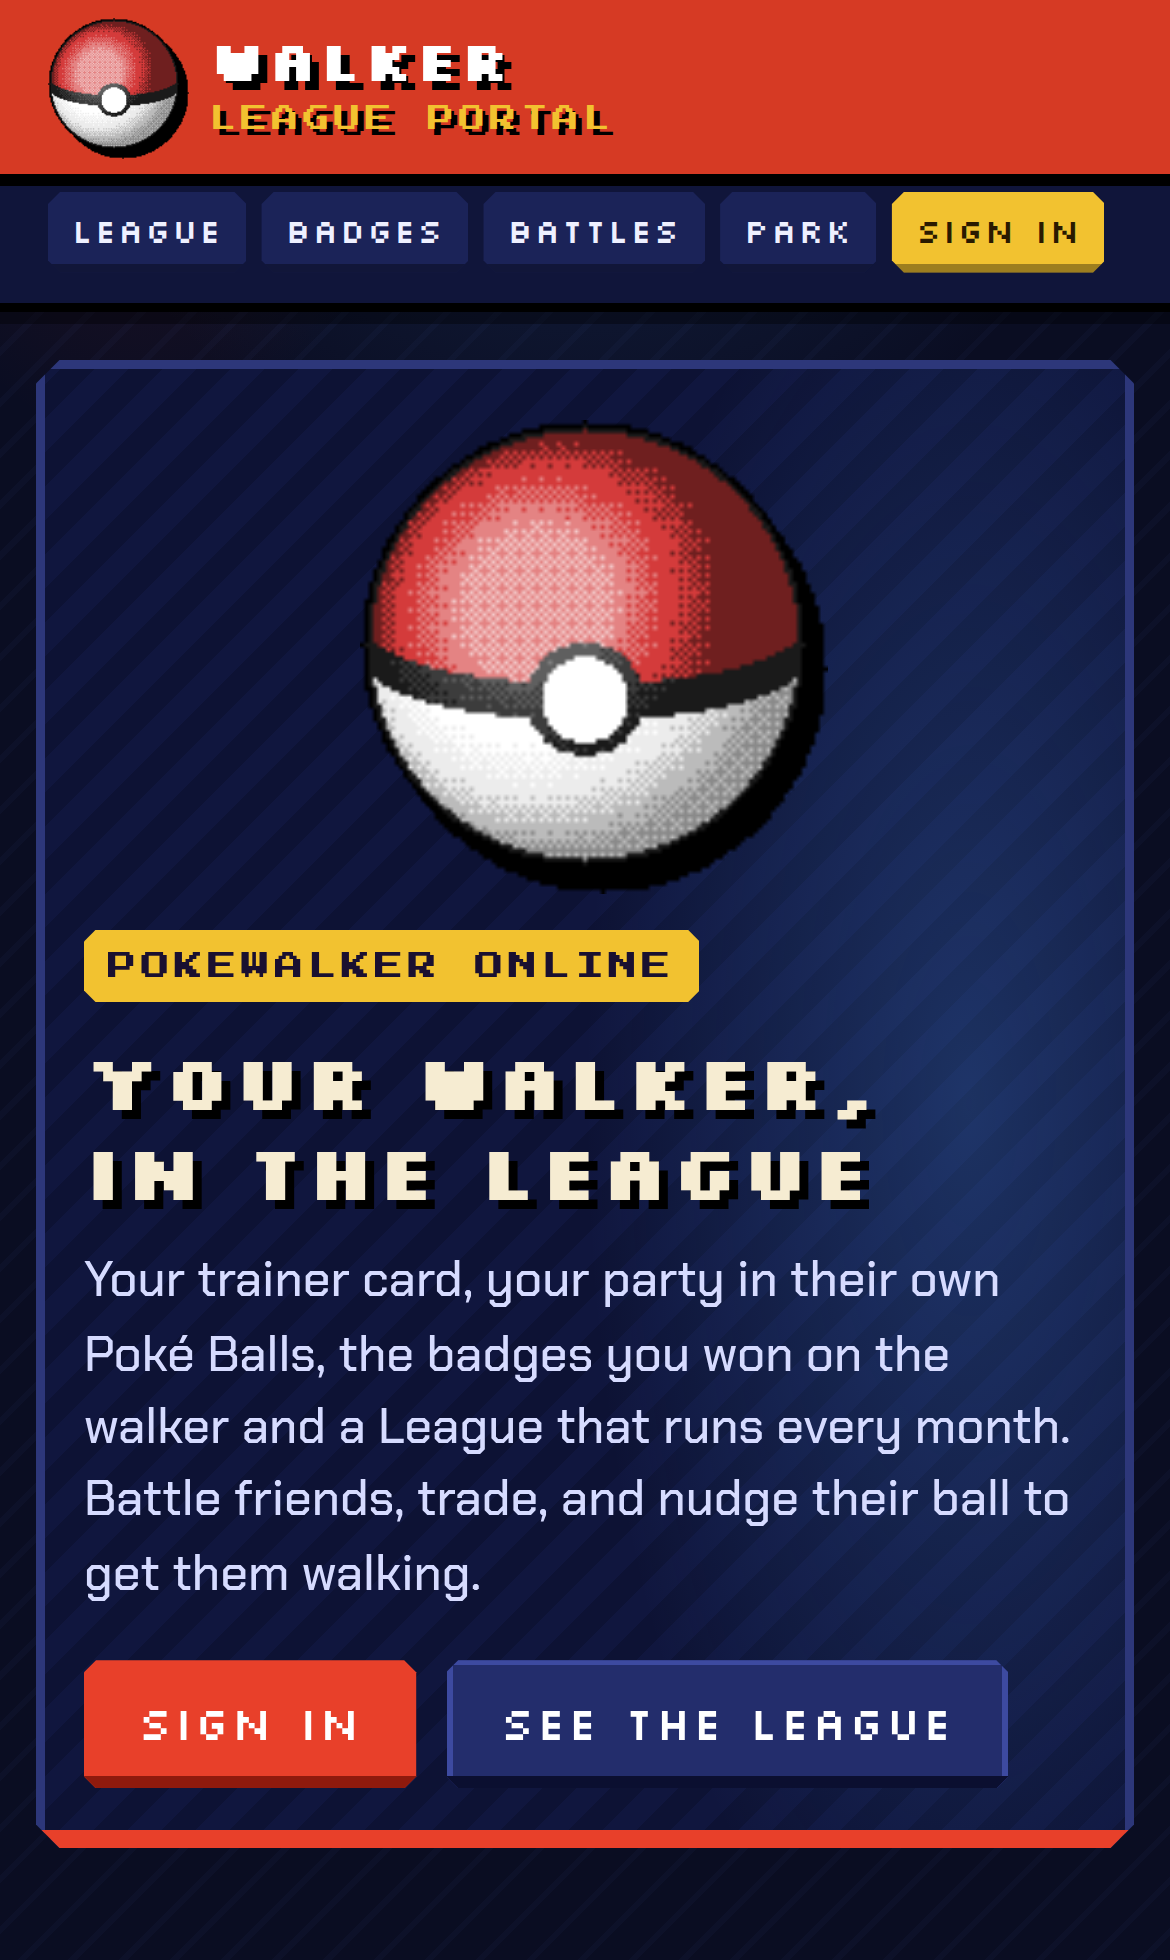 WALKER
LEAGUE PORTAL
LEAGUE BADGES BATTLES PARK SIGN IN
POKEWALKER ONLINE
YOUR WALKER,
IN THE LEAGUE
Your trainer card, your party in their own
Poké Balls, the badges you won on the
walker and a League that runs every month.
Battle friends, trade, and nudge their ball to
get them walking.
SIGN IN SEE THE LEAGUE